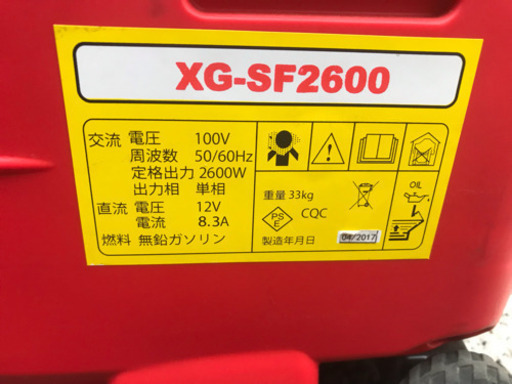 XG-SF2600
交流 電圧 100V
周波数 50/60Hz
定格出力 2600W
出力相 単相
直流 電圧 12V
電流 8.3A
燃料 無鉛ガソリン
OIL
重量 33kg
PS
E
CQC
製造年月日
04/2017